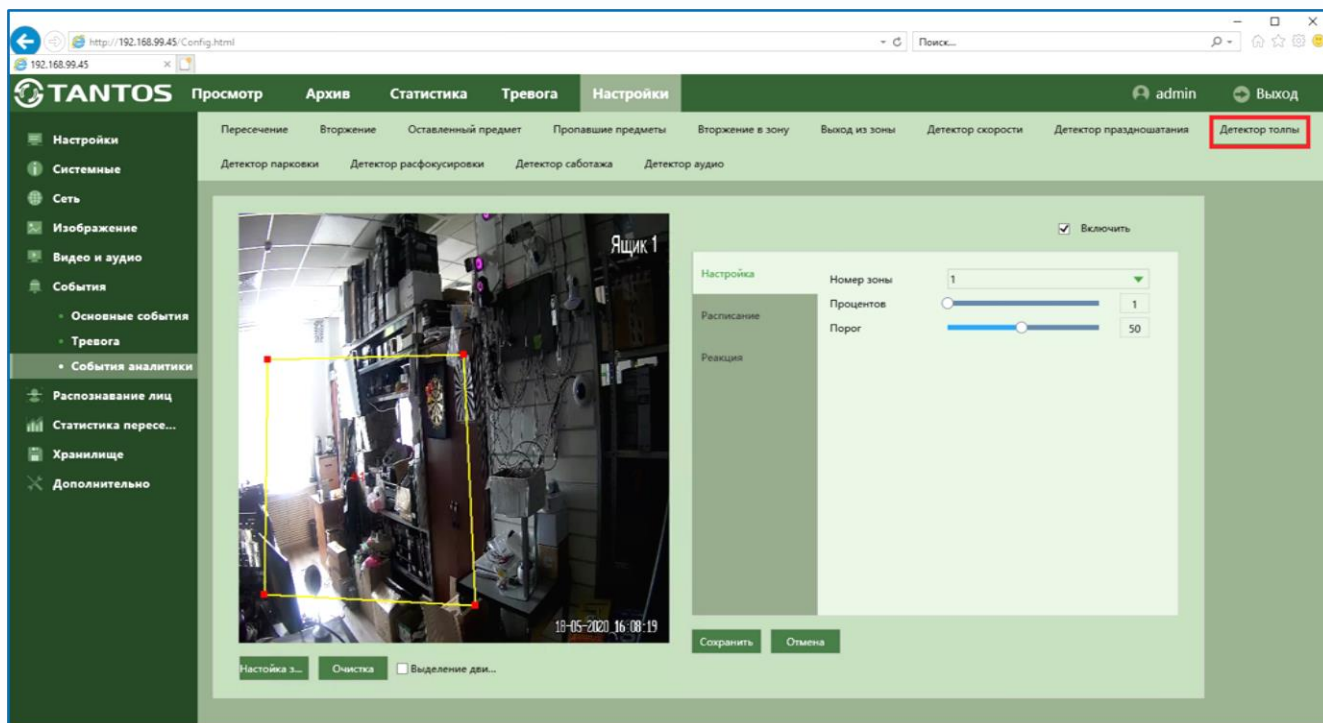 http://192.168.99.45/Config.html
Поиск...
192.168.99.45
TANTOS Просмотр Архив Статистика Тревога Настройки admin Выход
Настройки
Системные
Сеть
Изображение
Видео и аудио
События
Основные события
Тревога
События аналитики
Распознавание лиц
Статистика пересе...
Хранилище
Дополнительно
Пересечение Вторжение Оставленный предмет Пропавшие предметы Вторжение в зону Выход из зоны Детектор скорости Детектор праздношатания Детектор толпы
Детектор парковки Детектор расфокусировки Детектор саботажа Детектор аудио
Ящик 1
18-05-2020 16:08:19
Настойка з... Очистка Выделение дви...
Включить
Настройка
Расписание
Реакция
Номер зоны 1
Процентов 1
Порог 50
Сохранить Отмена